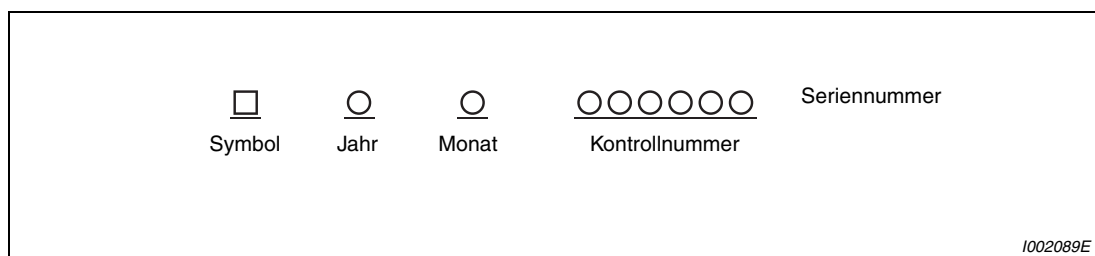 □ ○ ○ ○○○○○○ Seriennummer
Symbol Jahr Monat Kontrollnummer
I002089E